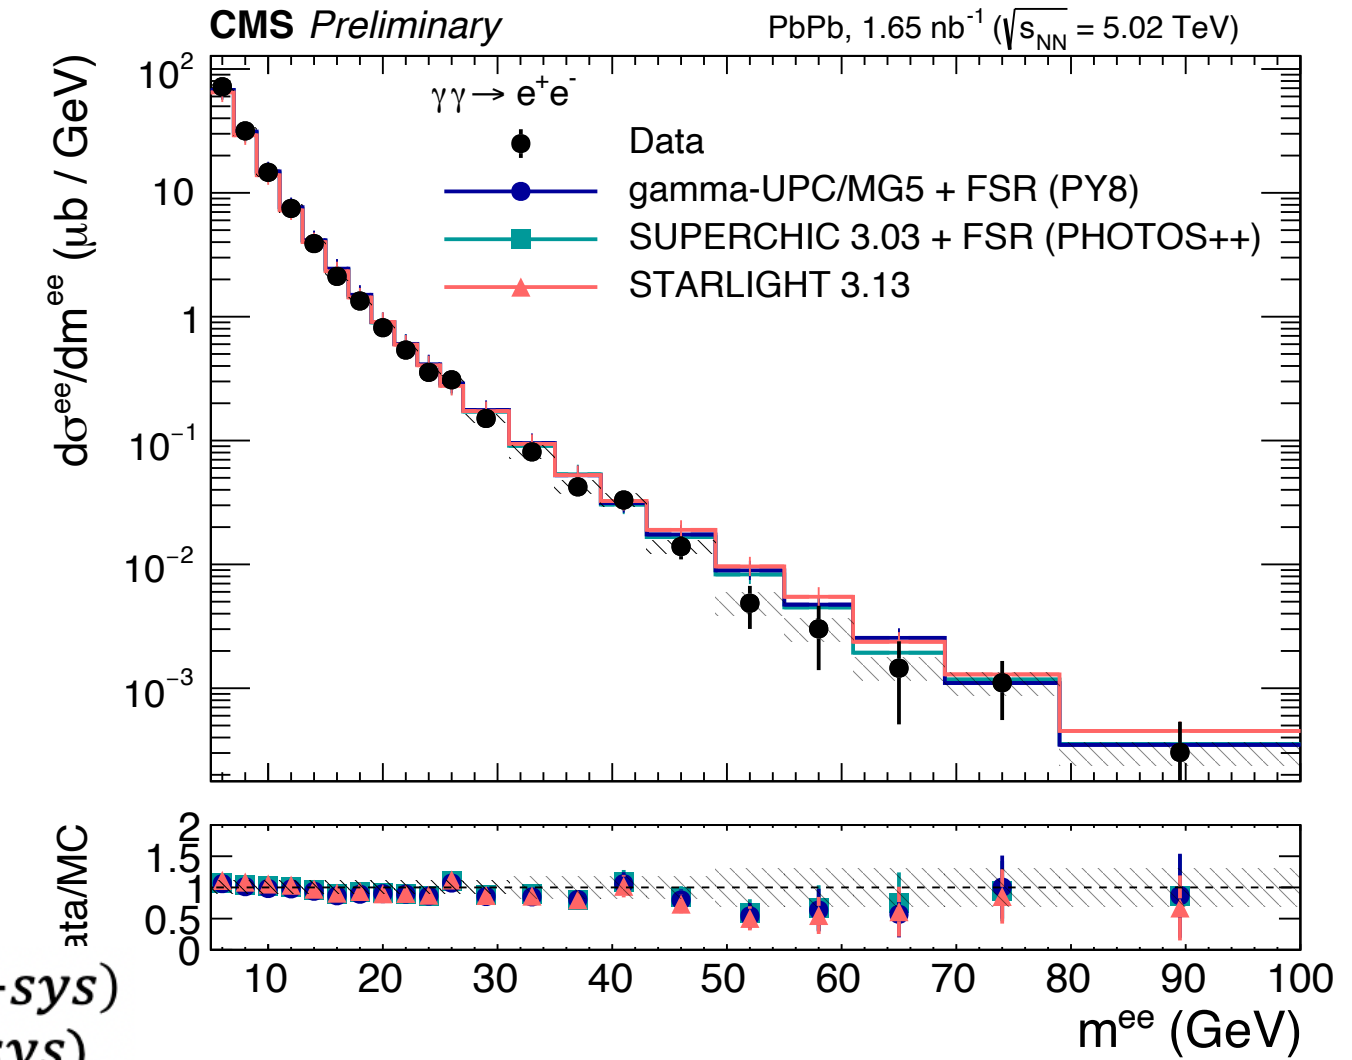 CMS Preliminary PbPb, 1.65 nb⁻¹ (√s_NN = 5.02 TeV)
γγ→ e⁺e⁻
Data
gamma-UPC/MG5 + FSR (PY8)
SUPERCHIC 3.03 + FSR (PHOTOS++)
STARLIGHT 3.13
dσᵉᵉ/dmᵉᵉ (μb / GeV)
10²
10
1
10⁻¹
10⁻²
10⁻³
ata/MC
2
1.5
1
0.5
0
10 20 30 40 50 60 70 80 90 100
mᵉᵉ (GeV)
sys)
sys)